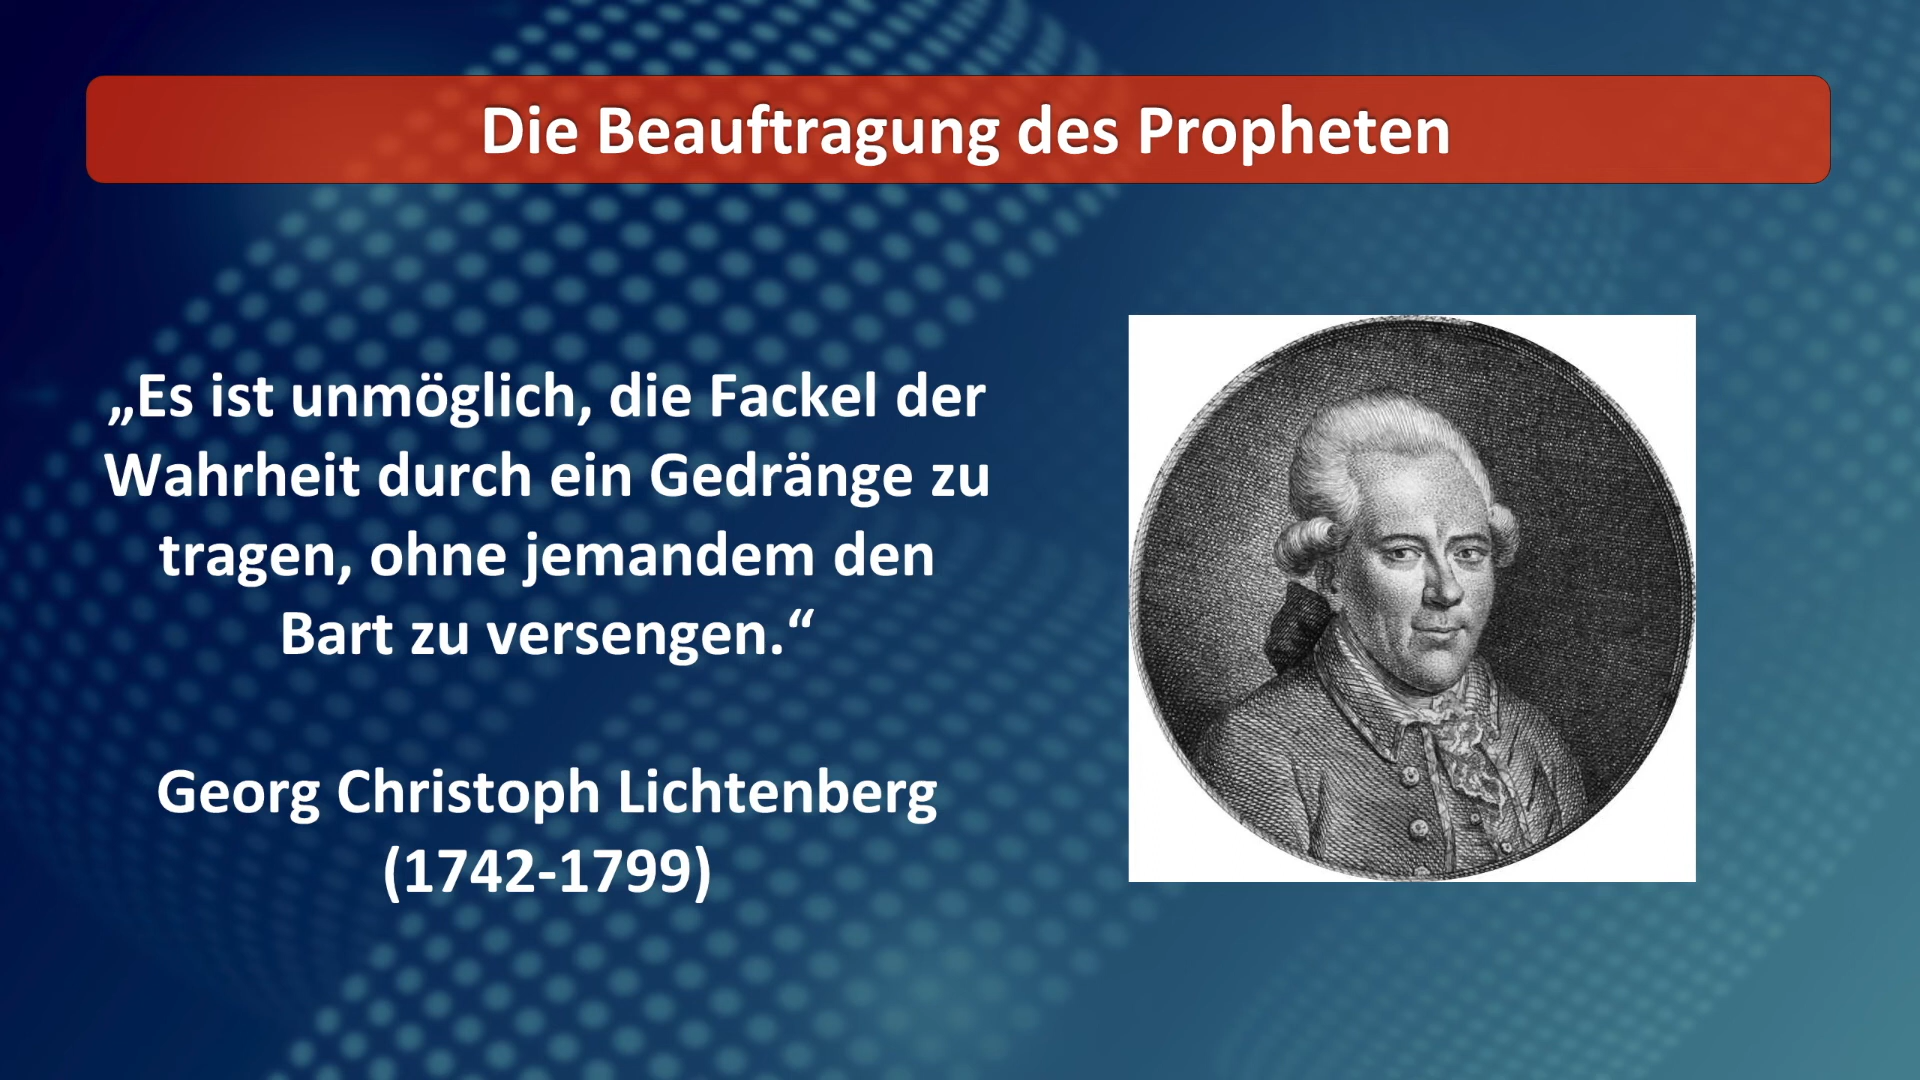 Die Beauftragung des Propheten
„Es ist unmöglich, die Fackel der
Wahrheit durch ein Gedränge zu
tragen, ohne jemandem den
Bart zu versengen.“
Georg Christoph Lichtenberg
(1742-1799)